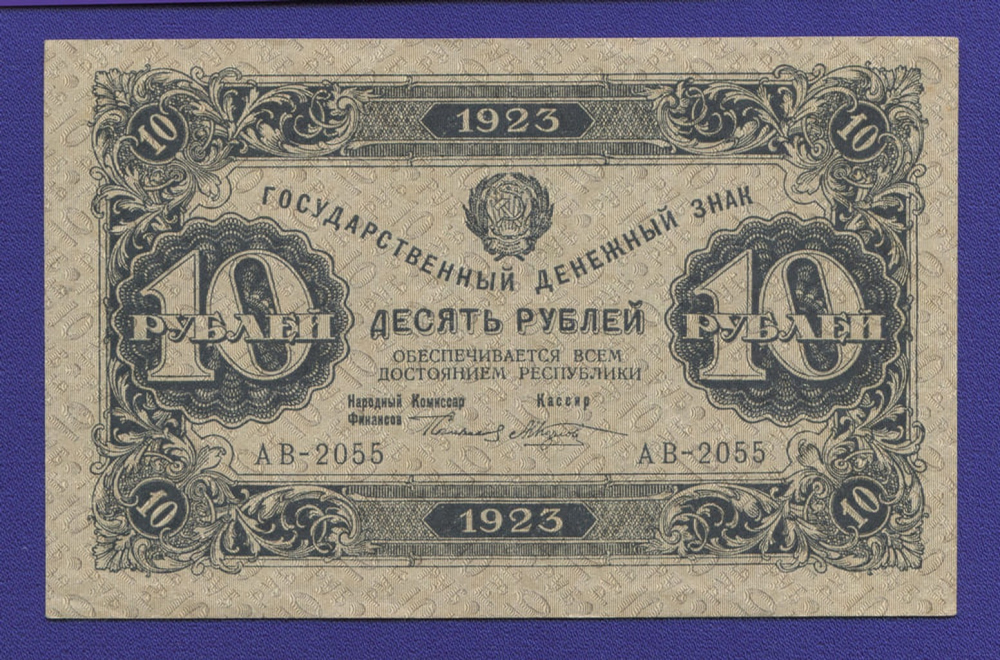 1923
10 10
ГОСУДАРСТВЕННЫЙ ДЕНЕЖНЫЙ ЗНАК
10 РУБЛЕЙ 10 РУБЛЕЙ
ДЕСЯТЬ РУБЛЕЙ
ОБЕСПЕЧИВАЕТСЯ ВСЕМ
ДОСТОЯНИЕМ РЕСПУБЛИКИ
Народный Комиссар Кассир
Финансов
АВ-2055 АВ-2055
10 10
1923